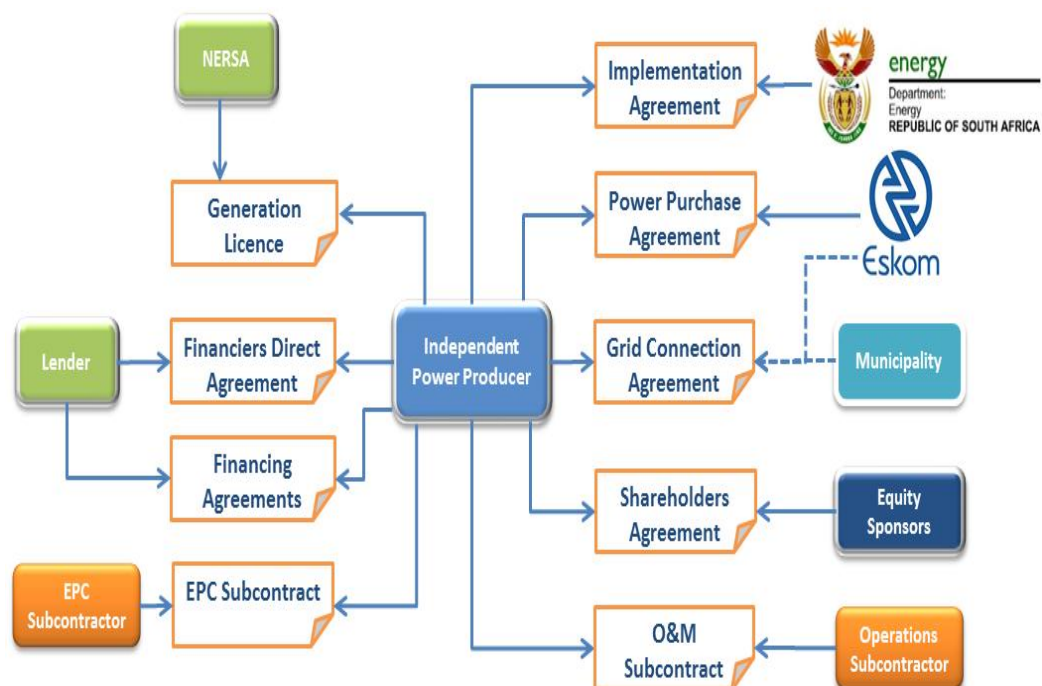 NERSA
Implementation
Agreement
energy
Department:
Energy
REPUBLIC OF SOUTH AFRICA
Generation
Licence
Power Purchase
Agreement
Eskom
Lender
Financiers Direct
Agreement
Independent
Power Producer
Grid Connection
Agreement
Municipality
Financing
Agreements
Shareholders
Agreement
Equity
Sponsors
EPC
Subcontractor
EPC Subcontract
O&M
Subcontract
Operations
Subcontractor